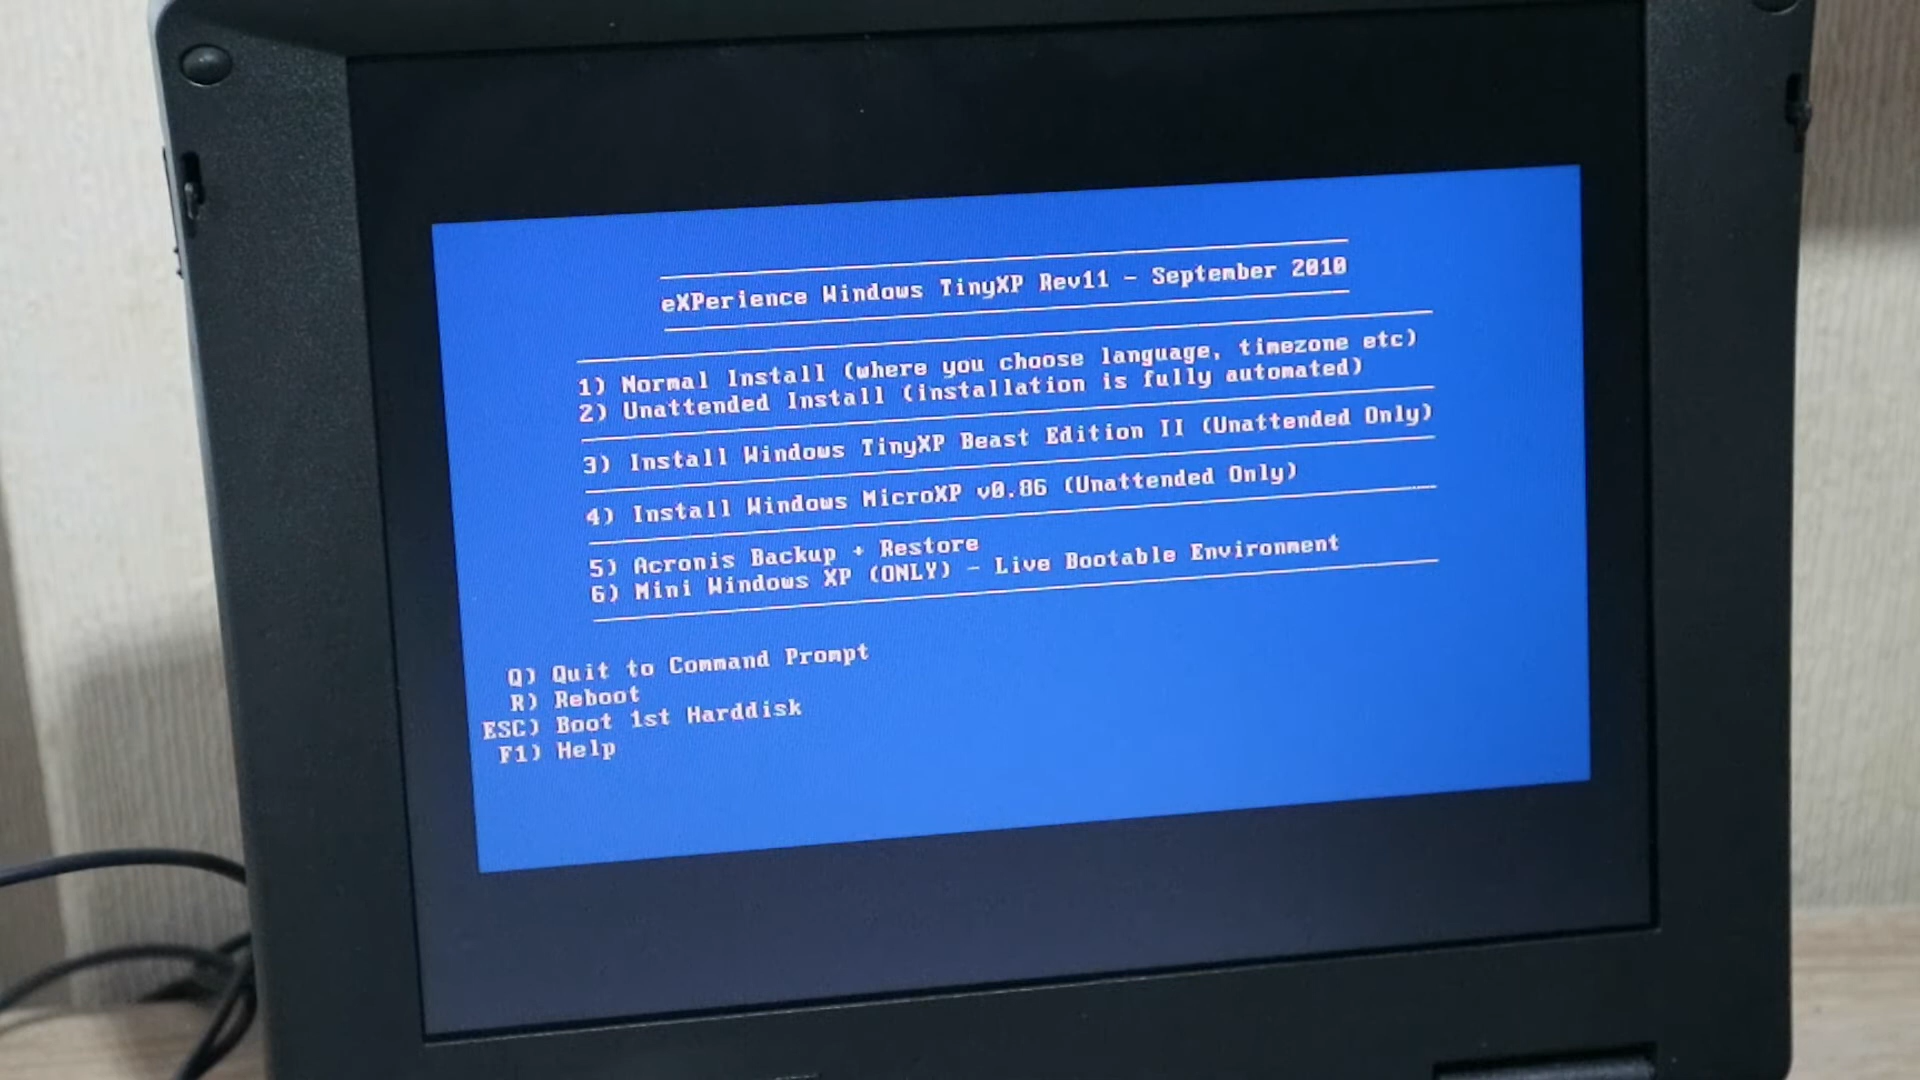 eXPerience Windows TinyXP Rev11 - September 2010
1) Normal Install (where you choose language, timezone etc)
2) Unattended Install (installation is fully automated)
3) Install Windows TinyXP Beast Edition II (Unattended Only)
4) Install Windows MicroXP v0.86 (Unattended Only)
5) Acronis Backup + Restore
6) Mini Windows XP (ONLY) - Live Bootable Environment
Q) Quit to Command Prompt
R) Reboot
ESC) Boot 1st Harddisk
F1) Help